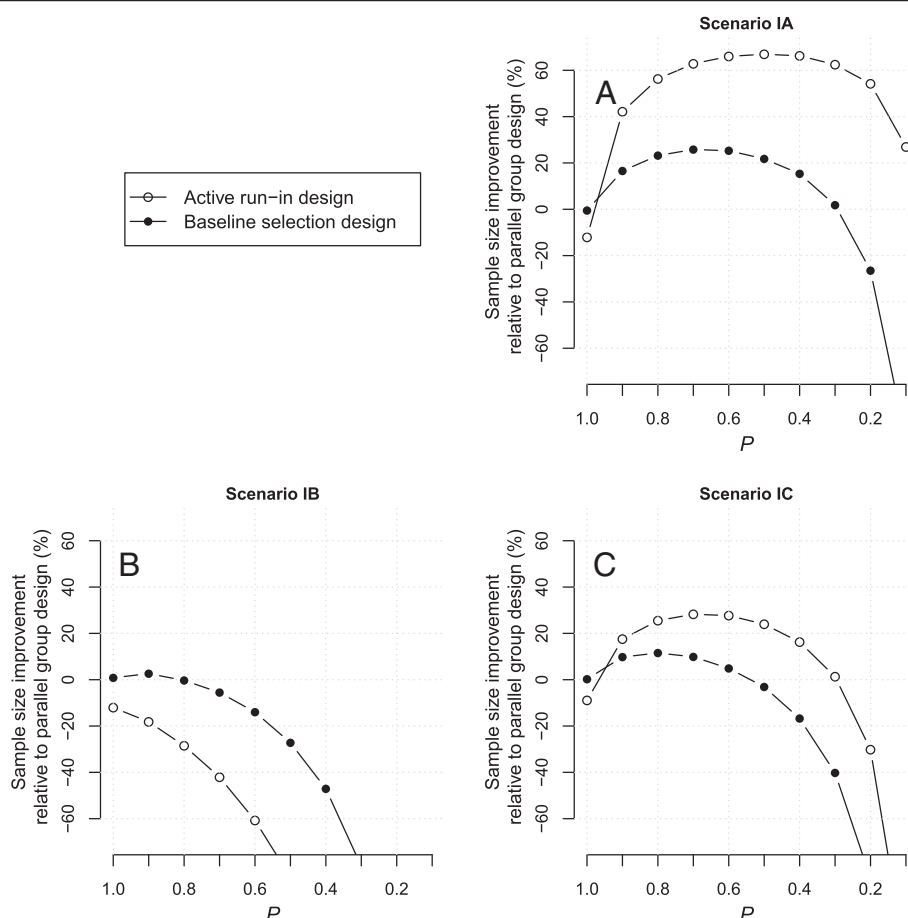 Scenario IA
A
Sample size improvement
relative to parallel group design (%)
60
40
20
0
−20
−40
−60
1.0 0.8 0.6 0.4 0.2
P
Active run−in design
Baseline selection design
Scenario IB
B
Sample size improvement
relative to parallel group design (%)
60
40
20
0
−20
−40
−60
1.0 0.8 0.6 0.4 0.2
P
Scenario IC
C
Sample size improvement
relative to parallel group design (%)
60
40
20
0
−20
−40
−60
1.0 0.8 0.6 0.4 0.2
P